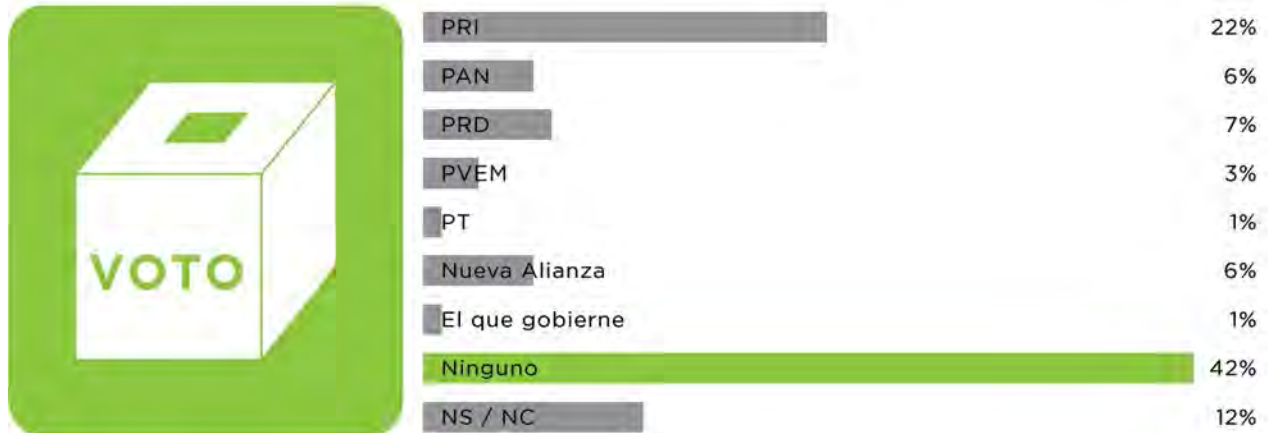 VOTO
PRI 22%
PAN 6%
PRD 7%
PVEM 3%
PT 1%
Nueva Alianza 6%
El que gobierne 1%
Ninguno 42%
NS / NC 12%